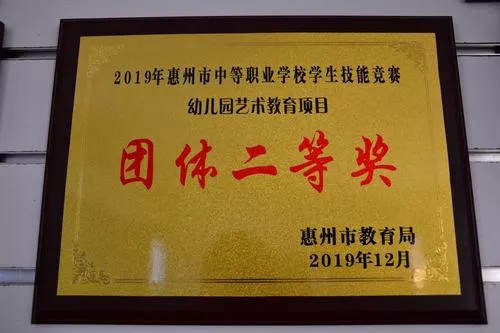 2019年惠州市中等职业学校学生技能竞赛
幼儿园艺术教育项目
团体二等奖
惠州市教育局
2019年12月